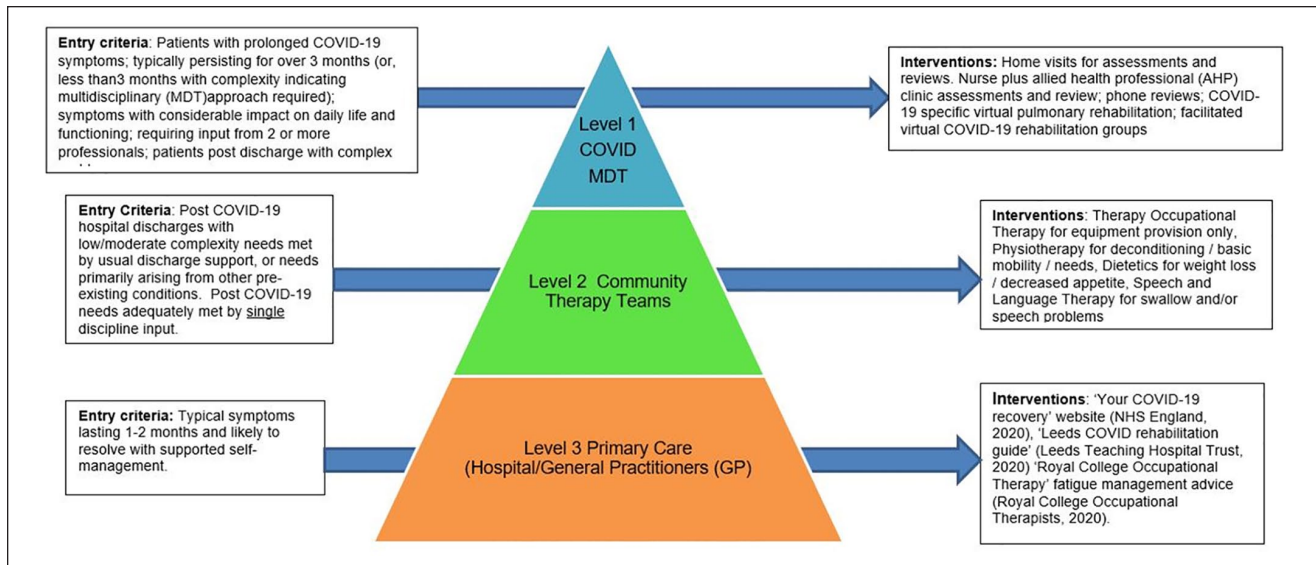 Entry criteria: Patients with prolonged COVID-19
symptoms; typically persisting for over 3 months (or,
less than3 months with complexity indicating
multidisciplinary (MDT)approach required);
symptoms with considerable impact on daily life and
functioning; requiring input from 2 or more
professionals; patients post discharge with complex
Level 1
COVID
MDT
Interventions: Home visits for assessments and
reviews. Nurse plus allied health professional (AHP)
clinic assessments and review; phone reviews; COVID-
19 specific virtual pulmonary rehabilitation; facilitated
virtual COVID-19 rehabilitation groups
Entry Criteria: Post COVID-19
hospital discharges with
low/moderate complexity needs met
by usual discharge support, or needs
primarily arising from other pre-
existing conditions. Post COVID-19
needs adequately met by single
discipline input.
Level 2 Community
Therapy Teams
Interventions: Therapy Occupational
Therapy for equipment provision only,
Physiotherapy for deconditioning / basic
mobility / needs, Dietetics for weight loss
/ decreased appetite, Speech and
Language Therapy for swallow and/or
speech problems
Entry criteria: Typical symptoms
lasting 1-2 months and likely to
resolve with supported self-
management.
Level 3 Primary Care
(Hospital/General Practitioners (GP)
Interventions: ‘Your COVID-19
recovery’ website (NHS England,
2020), ‘Leeds COVID rehabilitation
guide’ (Leeds Teaching Hospital Trust,
2020) ‘Royal College Occupational
Therapy’ fatigue management advice
(Royal College Occupational
Therapists, 2020).